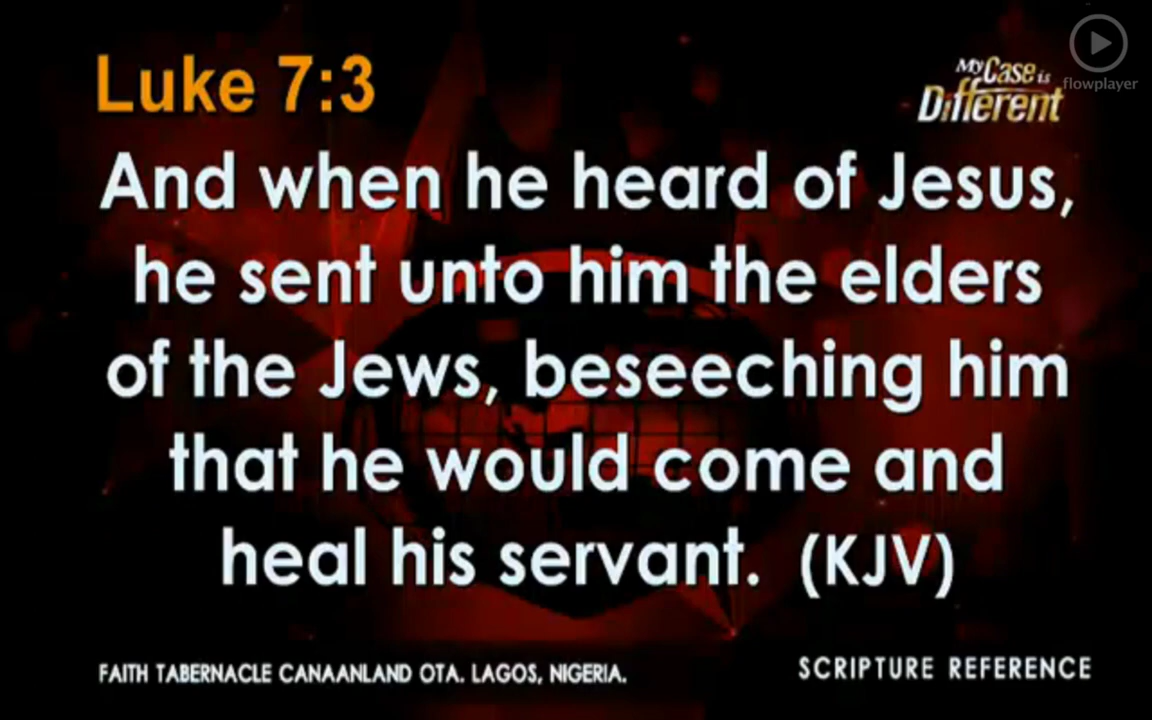 Luke 7:3
My Case is
Different
flowplayer
And when he heard of Jesus,
he sent unto him the elders
of the Jews, beseeching him
that he would come and
heal his servant. (KJV)
FAITH TABERNACLE CANAANLAND OTA. LAGOS, NIGERIA.
SCRIPTURE REFERENCE